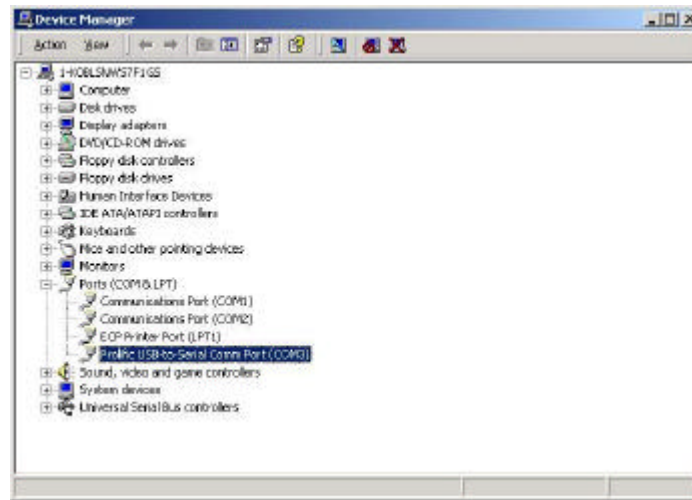 Device Manager
Action View
1-KOBLSNWS7F1GS
Computer
Disk drives
Display adapters
DVD/CD-ROM drives
Floppy disk controllers
Floppy disk drives
Human Interface Devices
IDE ATA/ATAPI controllers
Keyboards
Mice and other pointing devices
Monitors
Ports (COM & LPT)
Communications Port (COM1)
Communications Port (COM2)
ECP Printer Port (LPT1)
Prolific USB-to-Serial Comm Port (COM3)
Sound, video and game controllers
System devices
Universal Serial Bus controllers